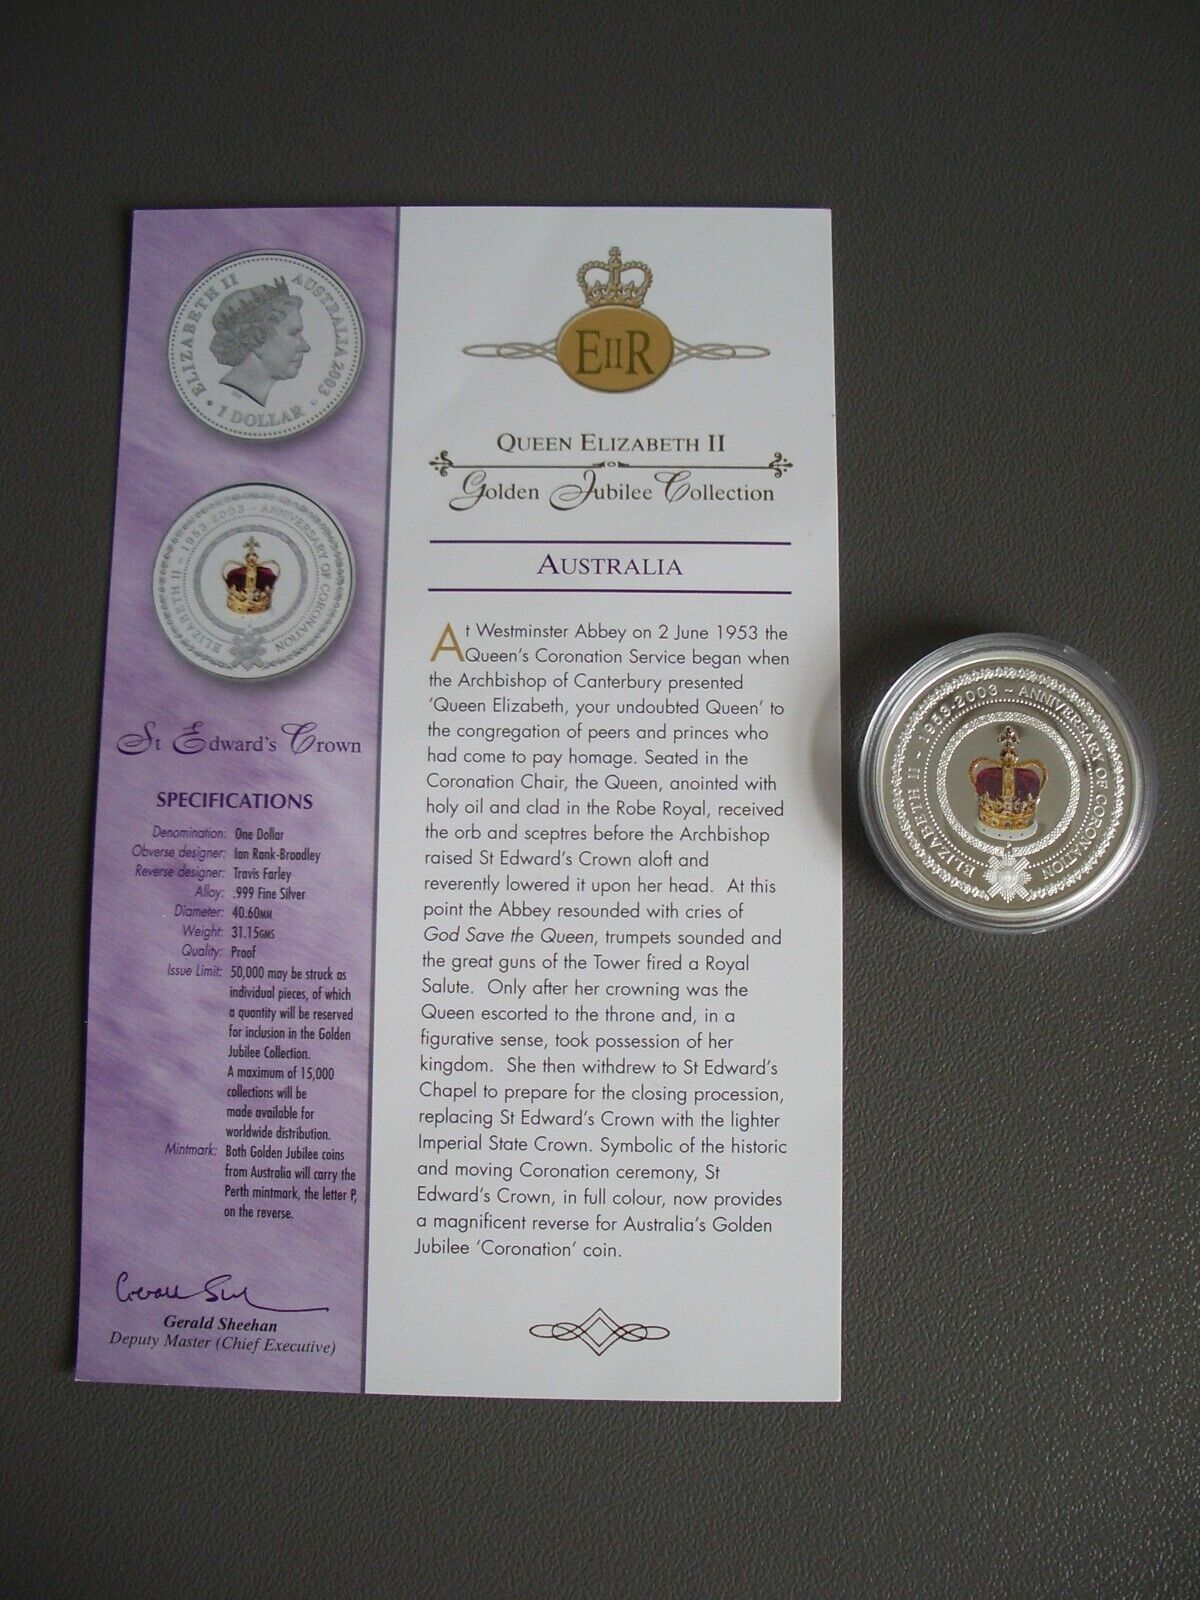 ELIZABETH II AUSTRALIA 2003
1 DOLLAR
ELIZABETH II - 1953-2003 ~ ANNIVERSARY OF CORONATION
St Edward's Crown
SPECIFICATIONS
Denomination: One Dollar
Obverse designer: Ian Rank-Broadley
Reverse designer: Travis Farley
Alloy: .999 Fine Silver
Diameter: 40.60MM
Weight: 31.15GMS
Quality: Proof
Issue Limit: 50,000 may be struck as
individual pieces, of which
a quantity will be reserved
for inclusion in the Golden
Jubilee Collection.
A maximum of 15,000
collections will be
made available for
worldwide distribution.
Mintmark: Both Golden Jubilee coins
from Australia will carry the
Perth mintmark, the letter P,
on the reverse.
Gerald Sheehan
Deputy Master (Chief Executive)
EIIR
QUEEN ELIZABETH II
Golden Jubilee Collection
AUSTRALIA
At Westminster Abbey on 2 June 1953 the
Queen's Coronation Service began when
the Archbishop of Canterbury presented
'Queen Elizabeth, your undoubted Queen' to
the congregation of peers and princes who
had come to pay homage. Seated in the
Coronation Chair, the Queen, anointed with
holy oil and clad in the Robe Royal, received
the orb and sceptres before the Archbishop
raised St Edward's Crown aloft and
reverently lowered it upon her head. At this
point the Abbey resounded with cries of
God Save the Queen, trumpets sounded and
the great guns of the Tower fired a Royal
Salute. Only after her crowning was the
Queen escorted to the throne and, in a
figurative sense, took possession of her
kingdom. She then withdrew to St Edward's
Chapel to prepare for the closing procession,
replacing St Edward's Crown with the lighter
Imperial State Crown. Symbolic of the historic
and moving Coronation ceremony, St
Edward's Crown, in full colour, now provides
a magnificent reverse for Australia's Golden
Jubilee 'Coronation' coin.
ELIZABETH II - 1953-2003 ~ ANNIVERSARY OF CORONATION